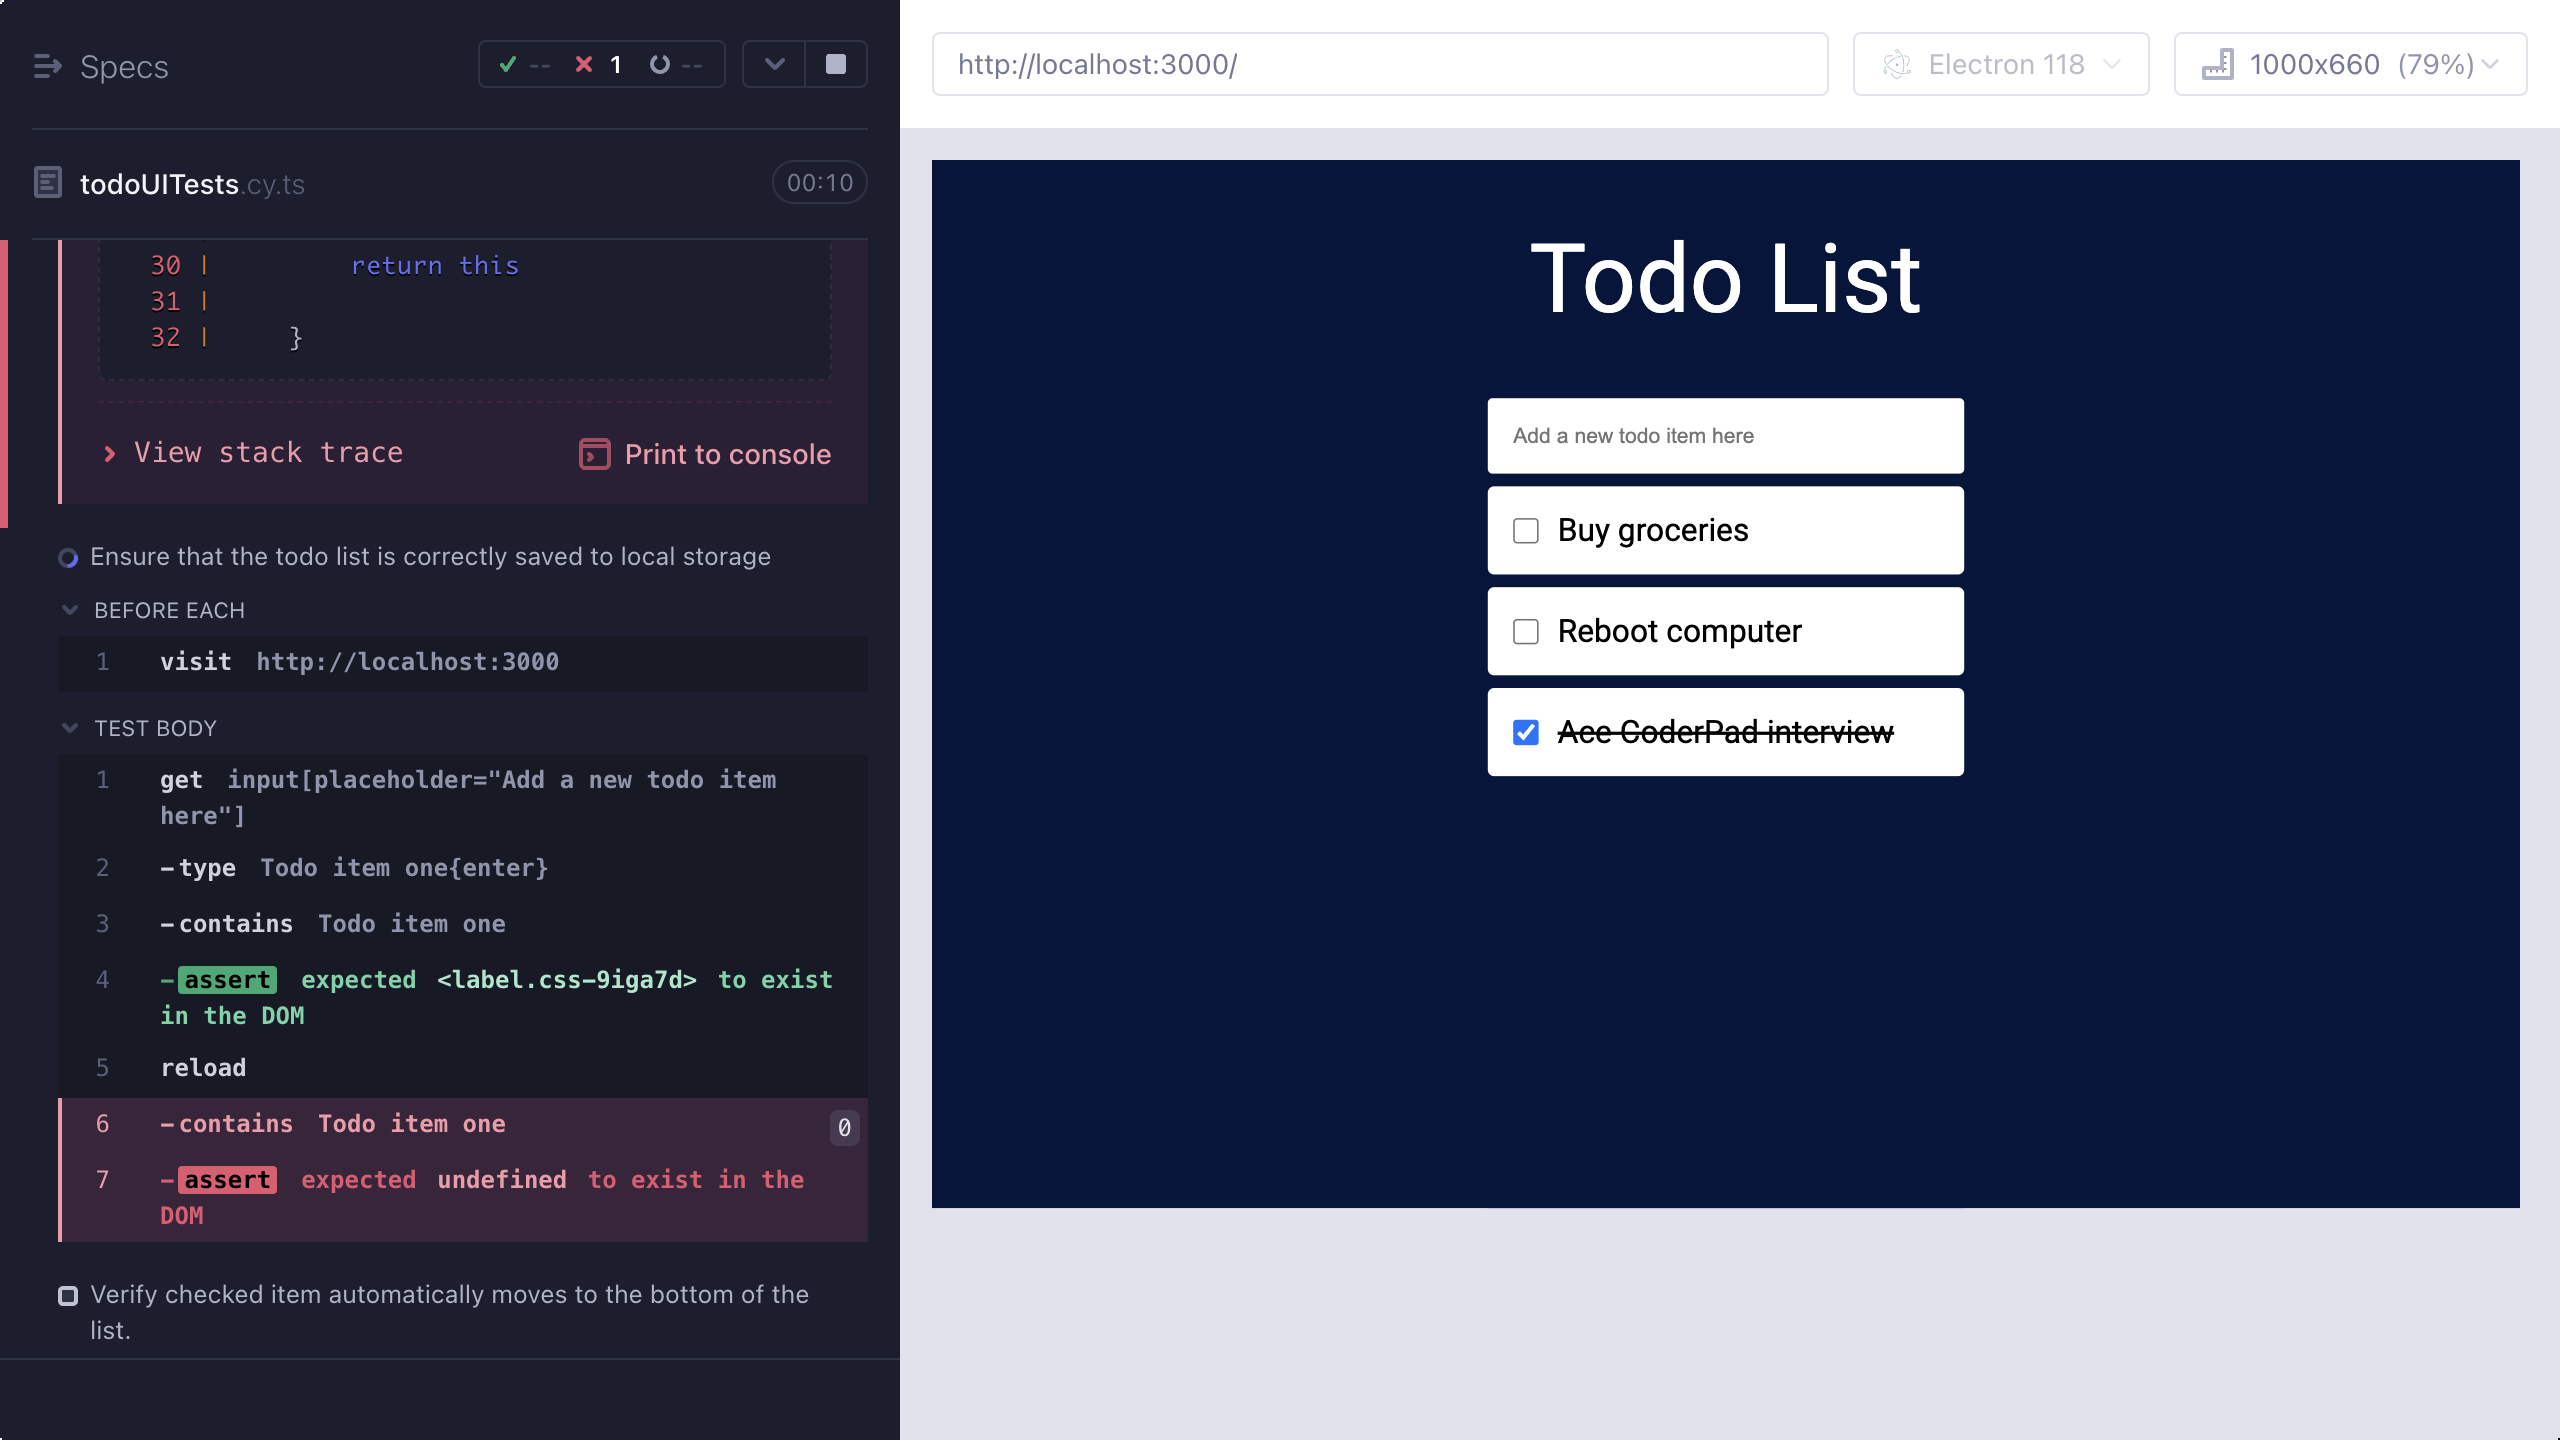 Specs
-- 1 --
todoUITests.cy.ts 00:10
30 | return this
31 |
32 | }
View stack trace Print to console
Ensure that the todo list is correctly saved to local storage
BEFORE EACH
1 visit http://localhost:3000
TEST BODY
1 get input[placeholder="Add a new todo item
here"]
2 -type Todo item one{enter}
3 -contains Todo item one
4 -assert expected <label.css-9iga7d> to exist
in the DOM
5 reload
6 -contains Todo item one 0
7 -assert expected undefined to exist in the
DOM
Verify checked item automatically moves to the bottom of the
list.
http://localhost:3000/
Electron 118
1000x660 (79%)
Todo List
Add a new todo item here
Buy groceries
Reboot computer
Ace CoderPad interview